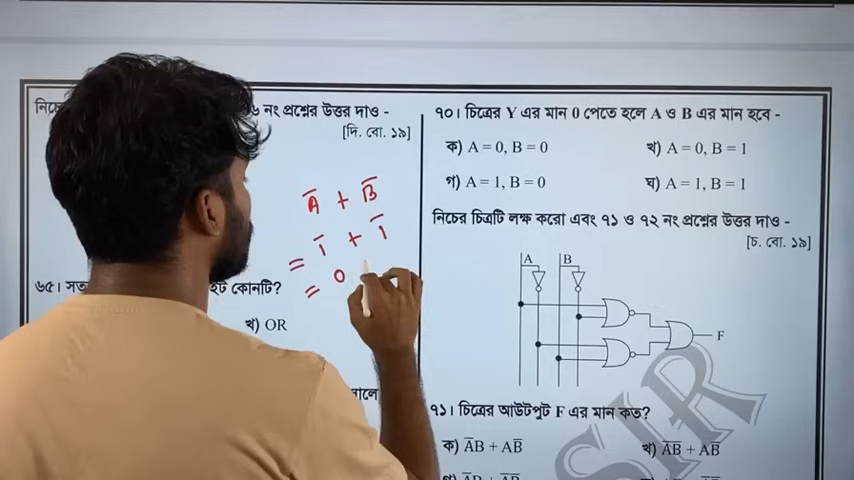 নিচে
নং প্রশ্নের উত্তর দাও -
[দি. বো. ১৯]
A̅ + B̅
= 1̅ + 1̅
= 0
৬৫।
কোনটি?
খ) OR
৭০। চিত্রের Y এর মান 0 পেতে হলে A ও B এর মান হবে -
ক) A = 0, B = 0
খ) A = 0, B = 1
গ) A = 1, B = 0
ঘ) A = 1, B = 1
নিচের চিত্রটি লক্ষ করো এবং ৭১ ও ৭২ নং প্রশ্নের উত্তর দাও -
[চ. বো. ১৯]
A B
F
৭১। চিত্রের আউটপুট F এর মান কত?
ক) A̅B + AB̅
খ) A̅B̅ + AB̅
SIR